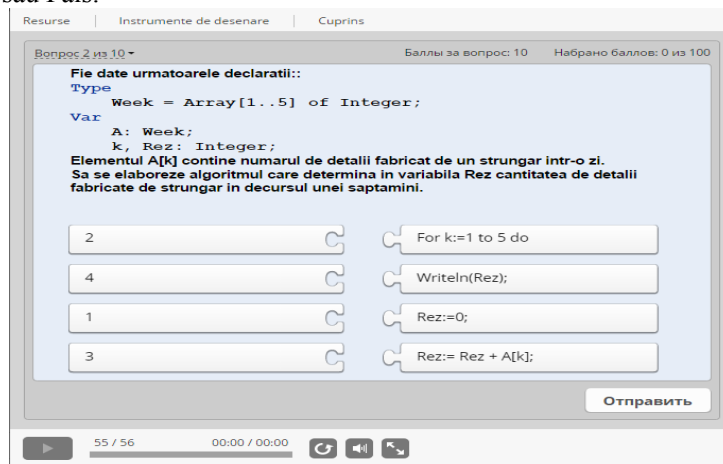 sau Fals.
Resurse | Instrumente de desenare | Cuprins
Вопрос 2 из 10 Баллы за вопрос: 10 Набрано баллов: 0 из 100
Fie date urmatoarele declaratii::
Type
Week = Array[1..5] of Integer;
Var
A: Week;
k, Rez: Integer;
Elementul A[k] contine numarul de detalii fabricat de un strungar intr-o zi.
Sa se elaboreze algoritmul care determina in variabila Rez cantitatea de detalii
fabricate de strungar in decursul unei saptamini.
2 For k:=1 to 5 do
4 Writeln(Rez);
1 Rez:=0;
3 Rez:= Rez + A[k];
Отправить
55 / 56 00:00 / 00:00